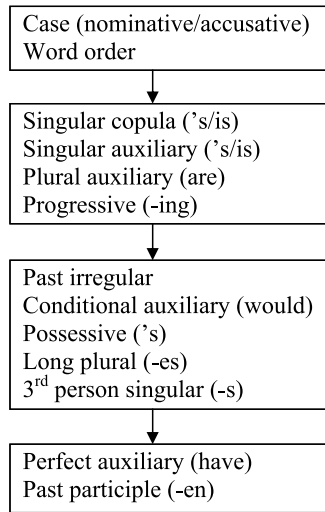 Case (nominative/accusative)
Word order
Singular copula (’s/is)
Singular auxiliary (’s/is)
Plural auxiliary (are)
Progressive (-ing)
Past irregular
Conditional auxiliary (would)
Possessive (’s)
Long plural (-es)
3rd person singular (-s)
Perfect auxiliary (have)
Past participle (-en)